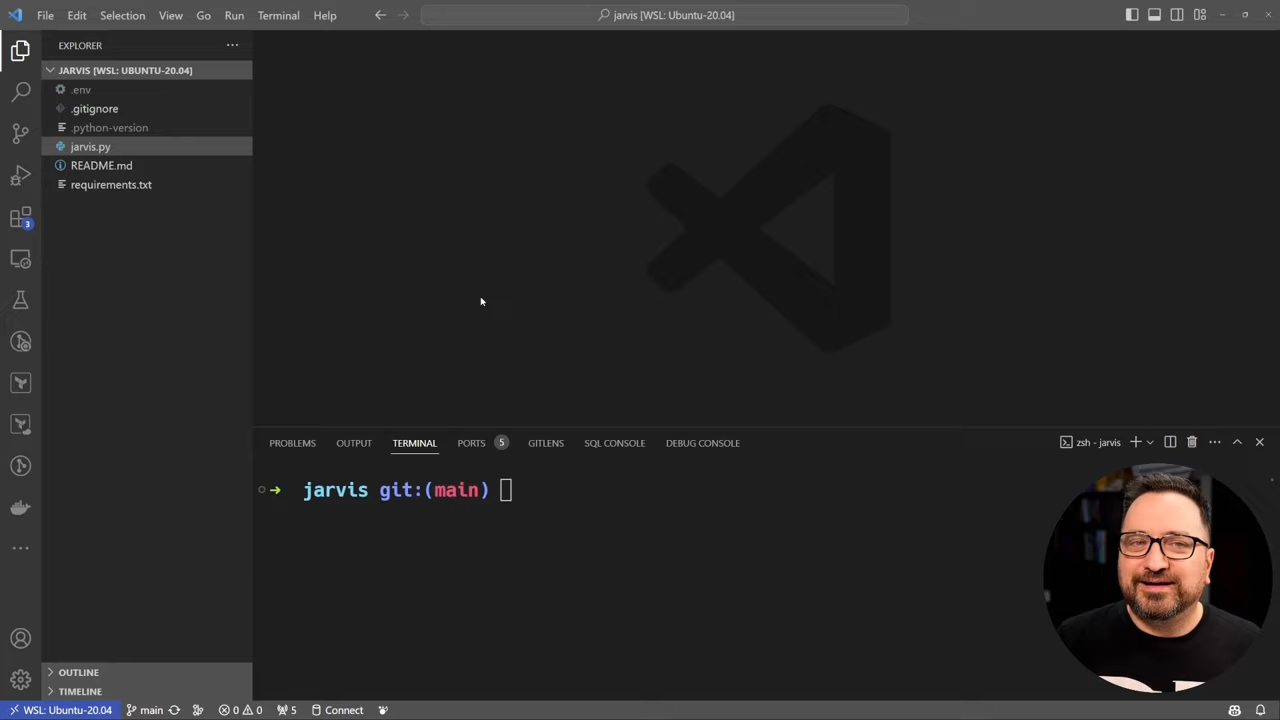 File Edit Selection View Go Run Terminal Help
jarvis [WSL: Ubuntu-20.04]
EXPLORER
JARVIS [WSL: UBUNTU-20.04]
.env
.gitignore
.python-version
jarvis.py
README.md
requirements.txt
3
PROBLEMS OUTPUT TERMINAL PORTS 5 GITLENS SQL CONSOLE DEBUG CONSOLE
zsh - jarvis
jarvis git:(main)
OUTLINE
TIMELINE
WSL: Ubuntu-20.04 main 0 0 5 Connect